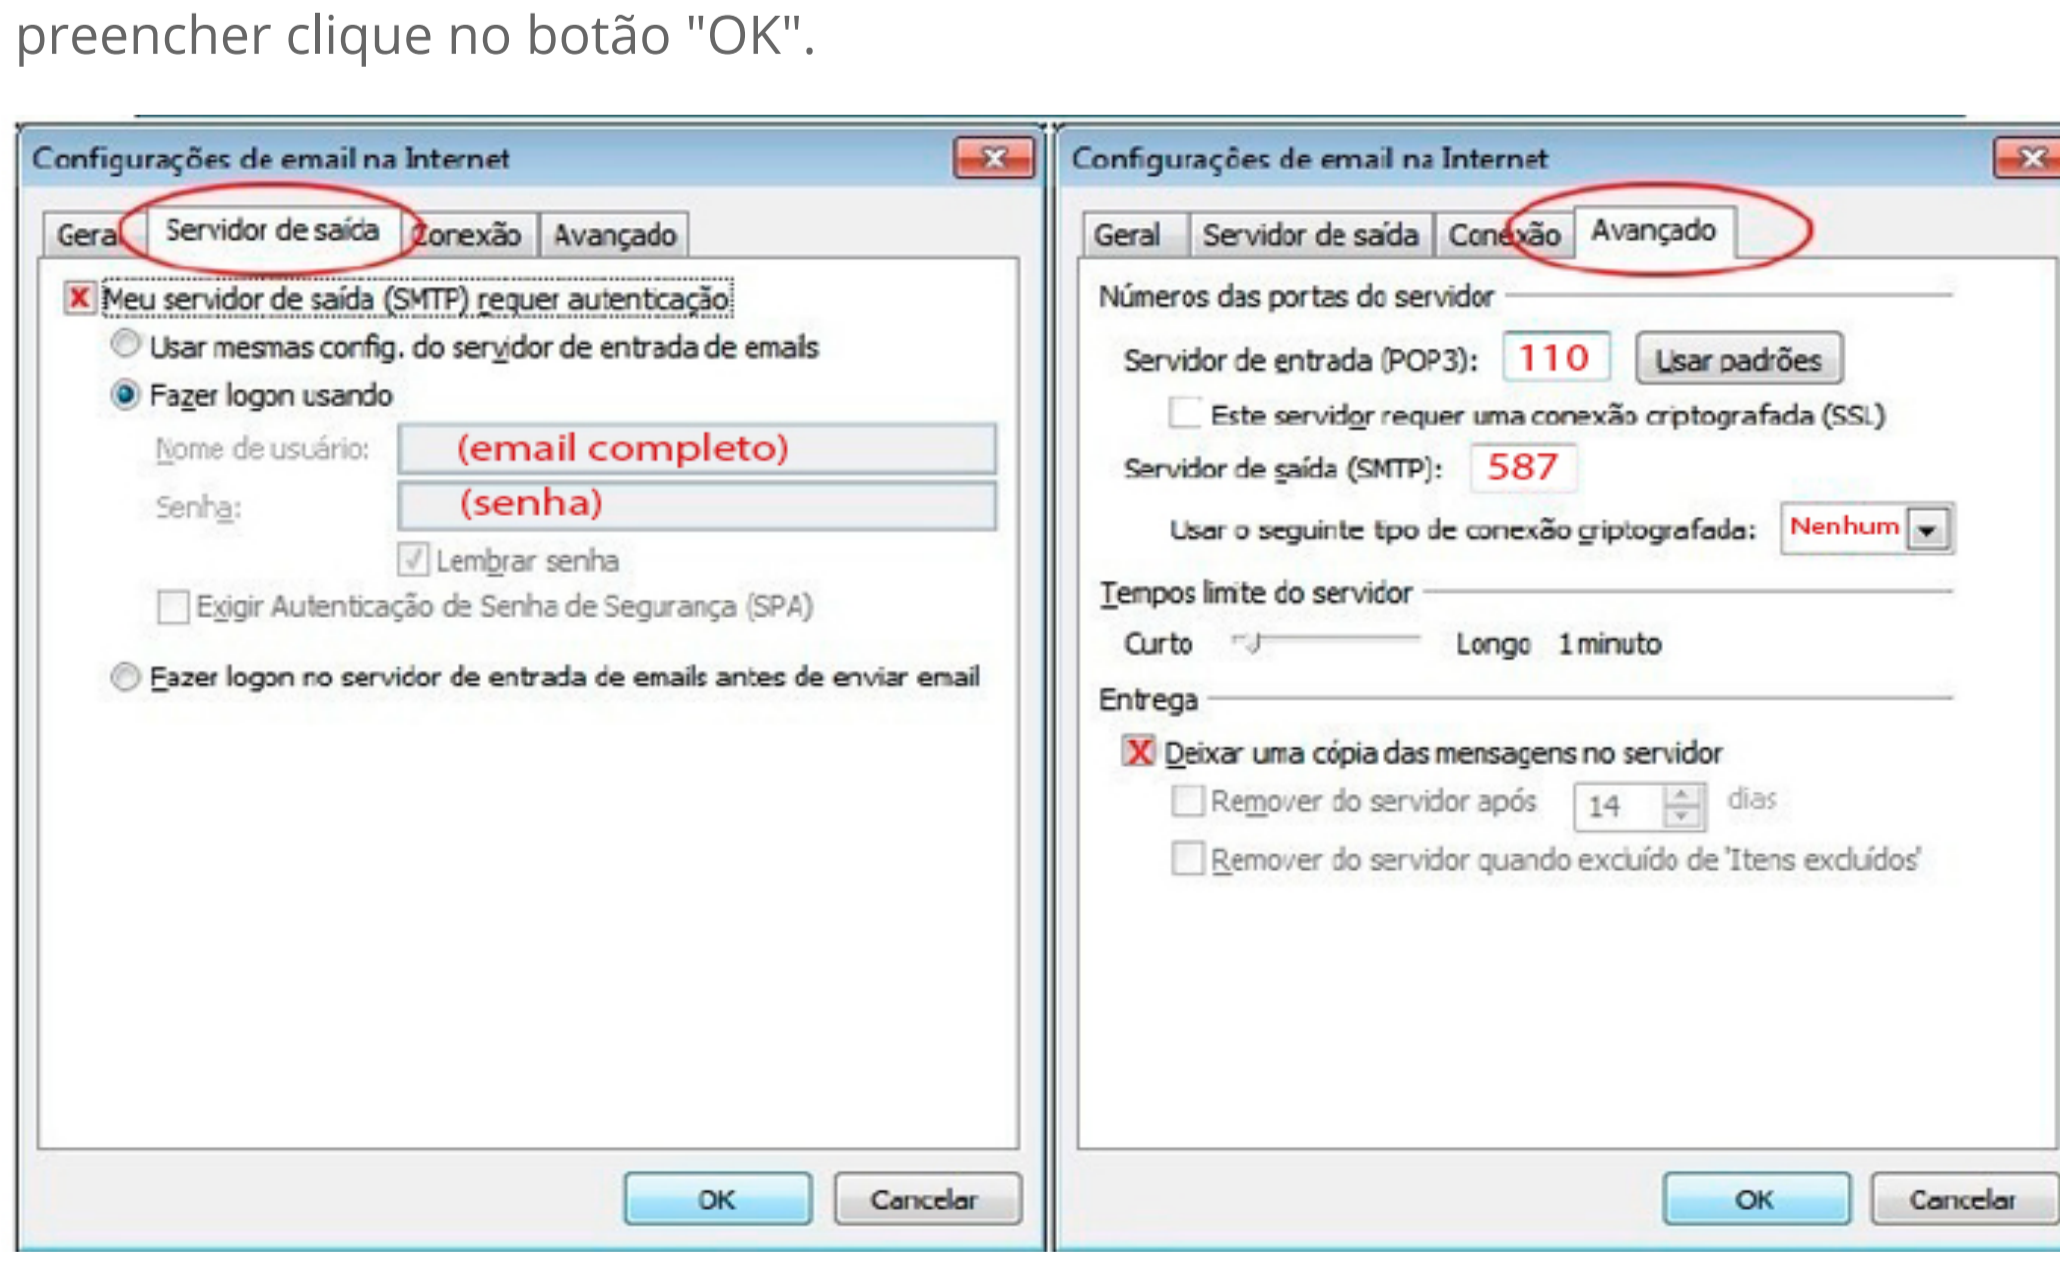 preencher clique no botão "OK".
Configurações de email na Internet
Geral Servidor de saída Conexão Avançado
X Meu servidor de saída (SMTP) requer autenticação
Usar mesmas config. do servidor de entrada de emails
Fazer logon usando
Nome de usuário: (email completo)
Senha: (senha)
Lembrar senha
Exigir Autenticação de Senha de Segurança (SPA)
Fazer logon no servidor de entrada de emails antes de enviar email
OK Cancelar
Configurações de email na Internet
Geral Servidor de saída Conexão Avançado
Números das portas do servidor
Servidor de entrada (POP3): 110 Usar padrões
Este servidor requer uma conexão criptografada (SSL)
Servidor de saída (SMTP): 587
Usar o seguinte tipo de conexão criptografada: Nenhum
Tempos limite do servidor
Curto Longo 1 minuto
Entrega
X Deixar uma cópia das mensagens no servidor
Remover do servidor após 14 dias
Remover do servidor quando excluído de 'Itens excluídos'
OK Cancelar